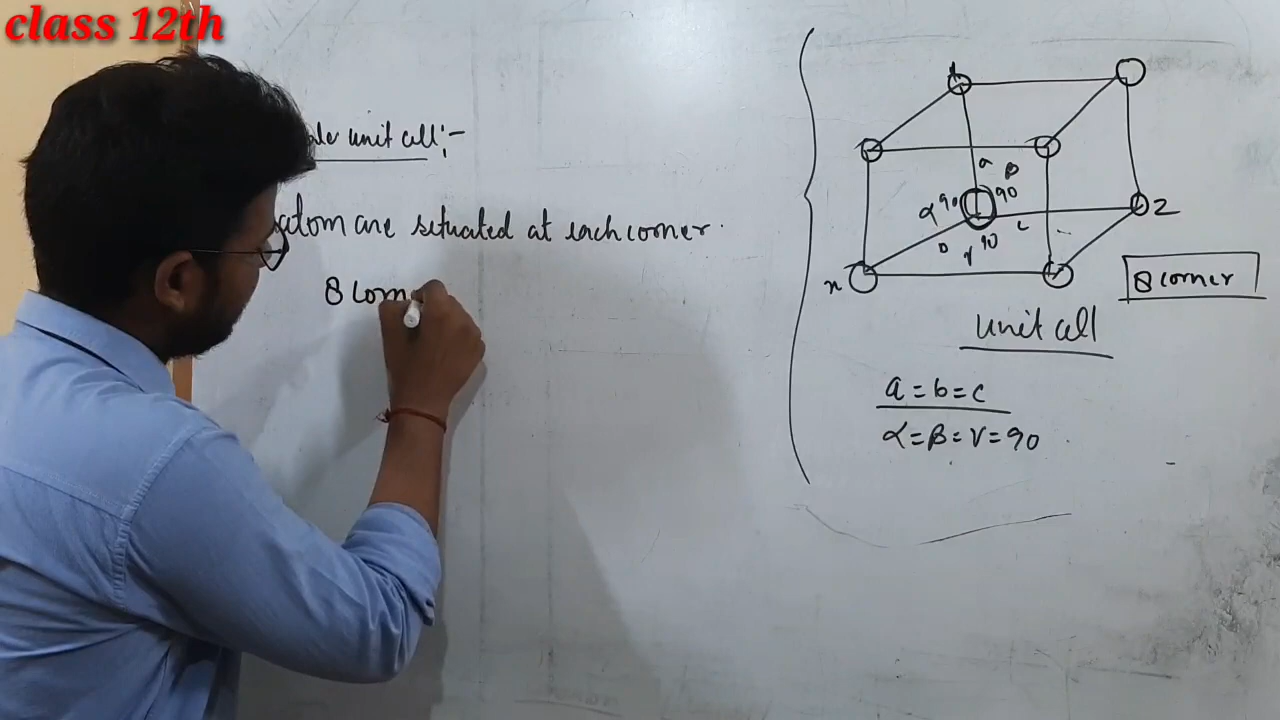 class 12th
unit cell:-
atom are situated at each corner.
8 corn
y
a β
α 90 90
c
z
b γ 90
x
8 corner
unit cell
a = b = c
α = β = γ = 90